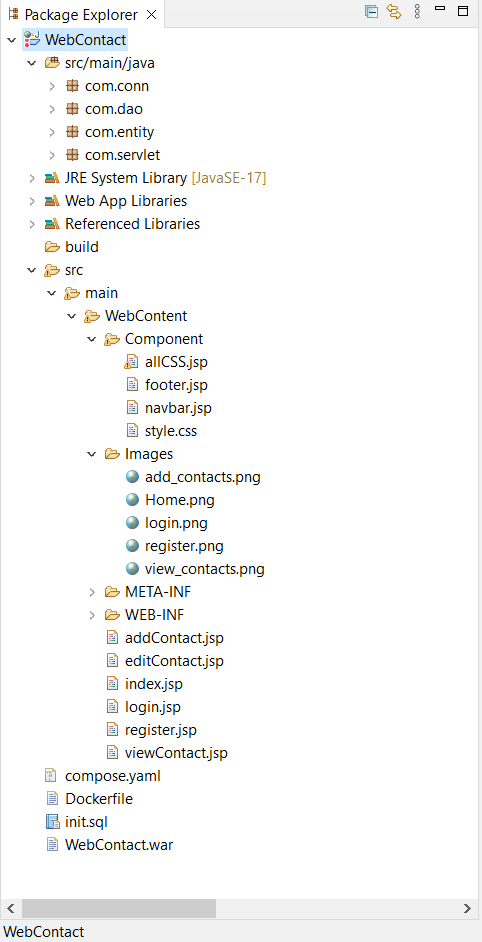 Package Explorer
WebContact
src/main/java
com.conn
com.dao
com.entity
com.servlet
JRE System Library [JavaSE-17]
Web App Libraries
Referenced Libraries
build
src
main
WebContent
Component
allCSS.jsp
footer.jsp
navbar.jsp
style.css
Images
add_contacts.png
Home.png
login.png
register.png
view_contacts.png
META-INF
WEB-INF
addContact.jsp
editContact.jsp
index.jsp
login.jsp
register.jsp
viewContact.jsp
compose.yaml
Dockerfile
init.sql
WebContact.war
WebContact